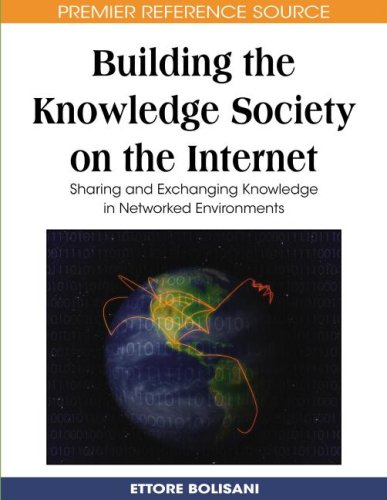 PREMIER REFERENCE SOURCE
Building the
Knowledge Society
on the Internet
Sharing and Exchanging Knowledge
in Networked Environments
ETTORE BOLISANI